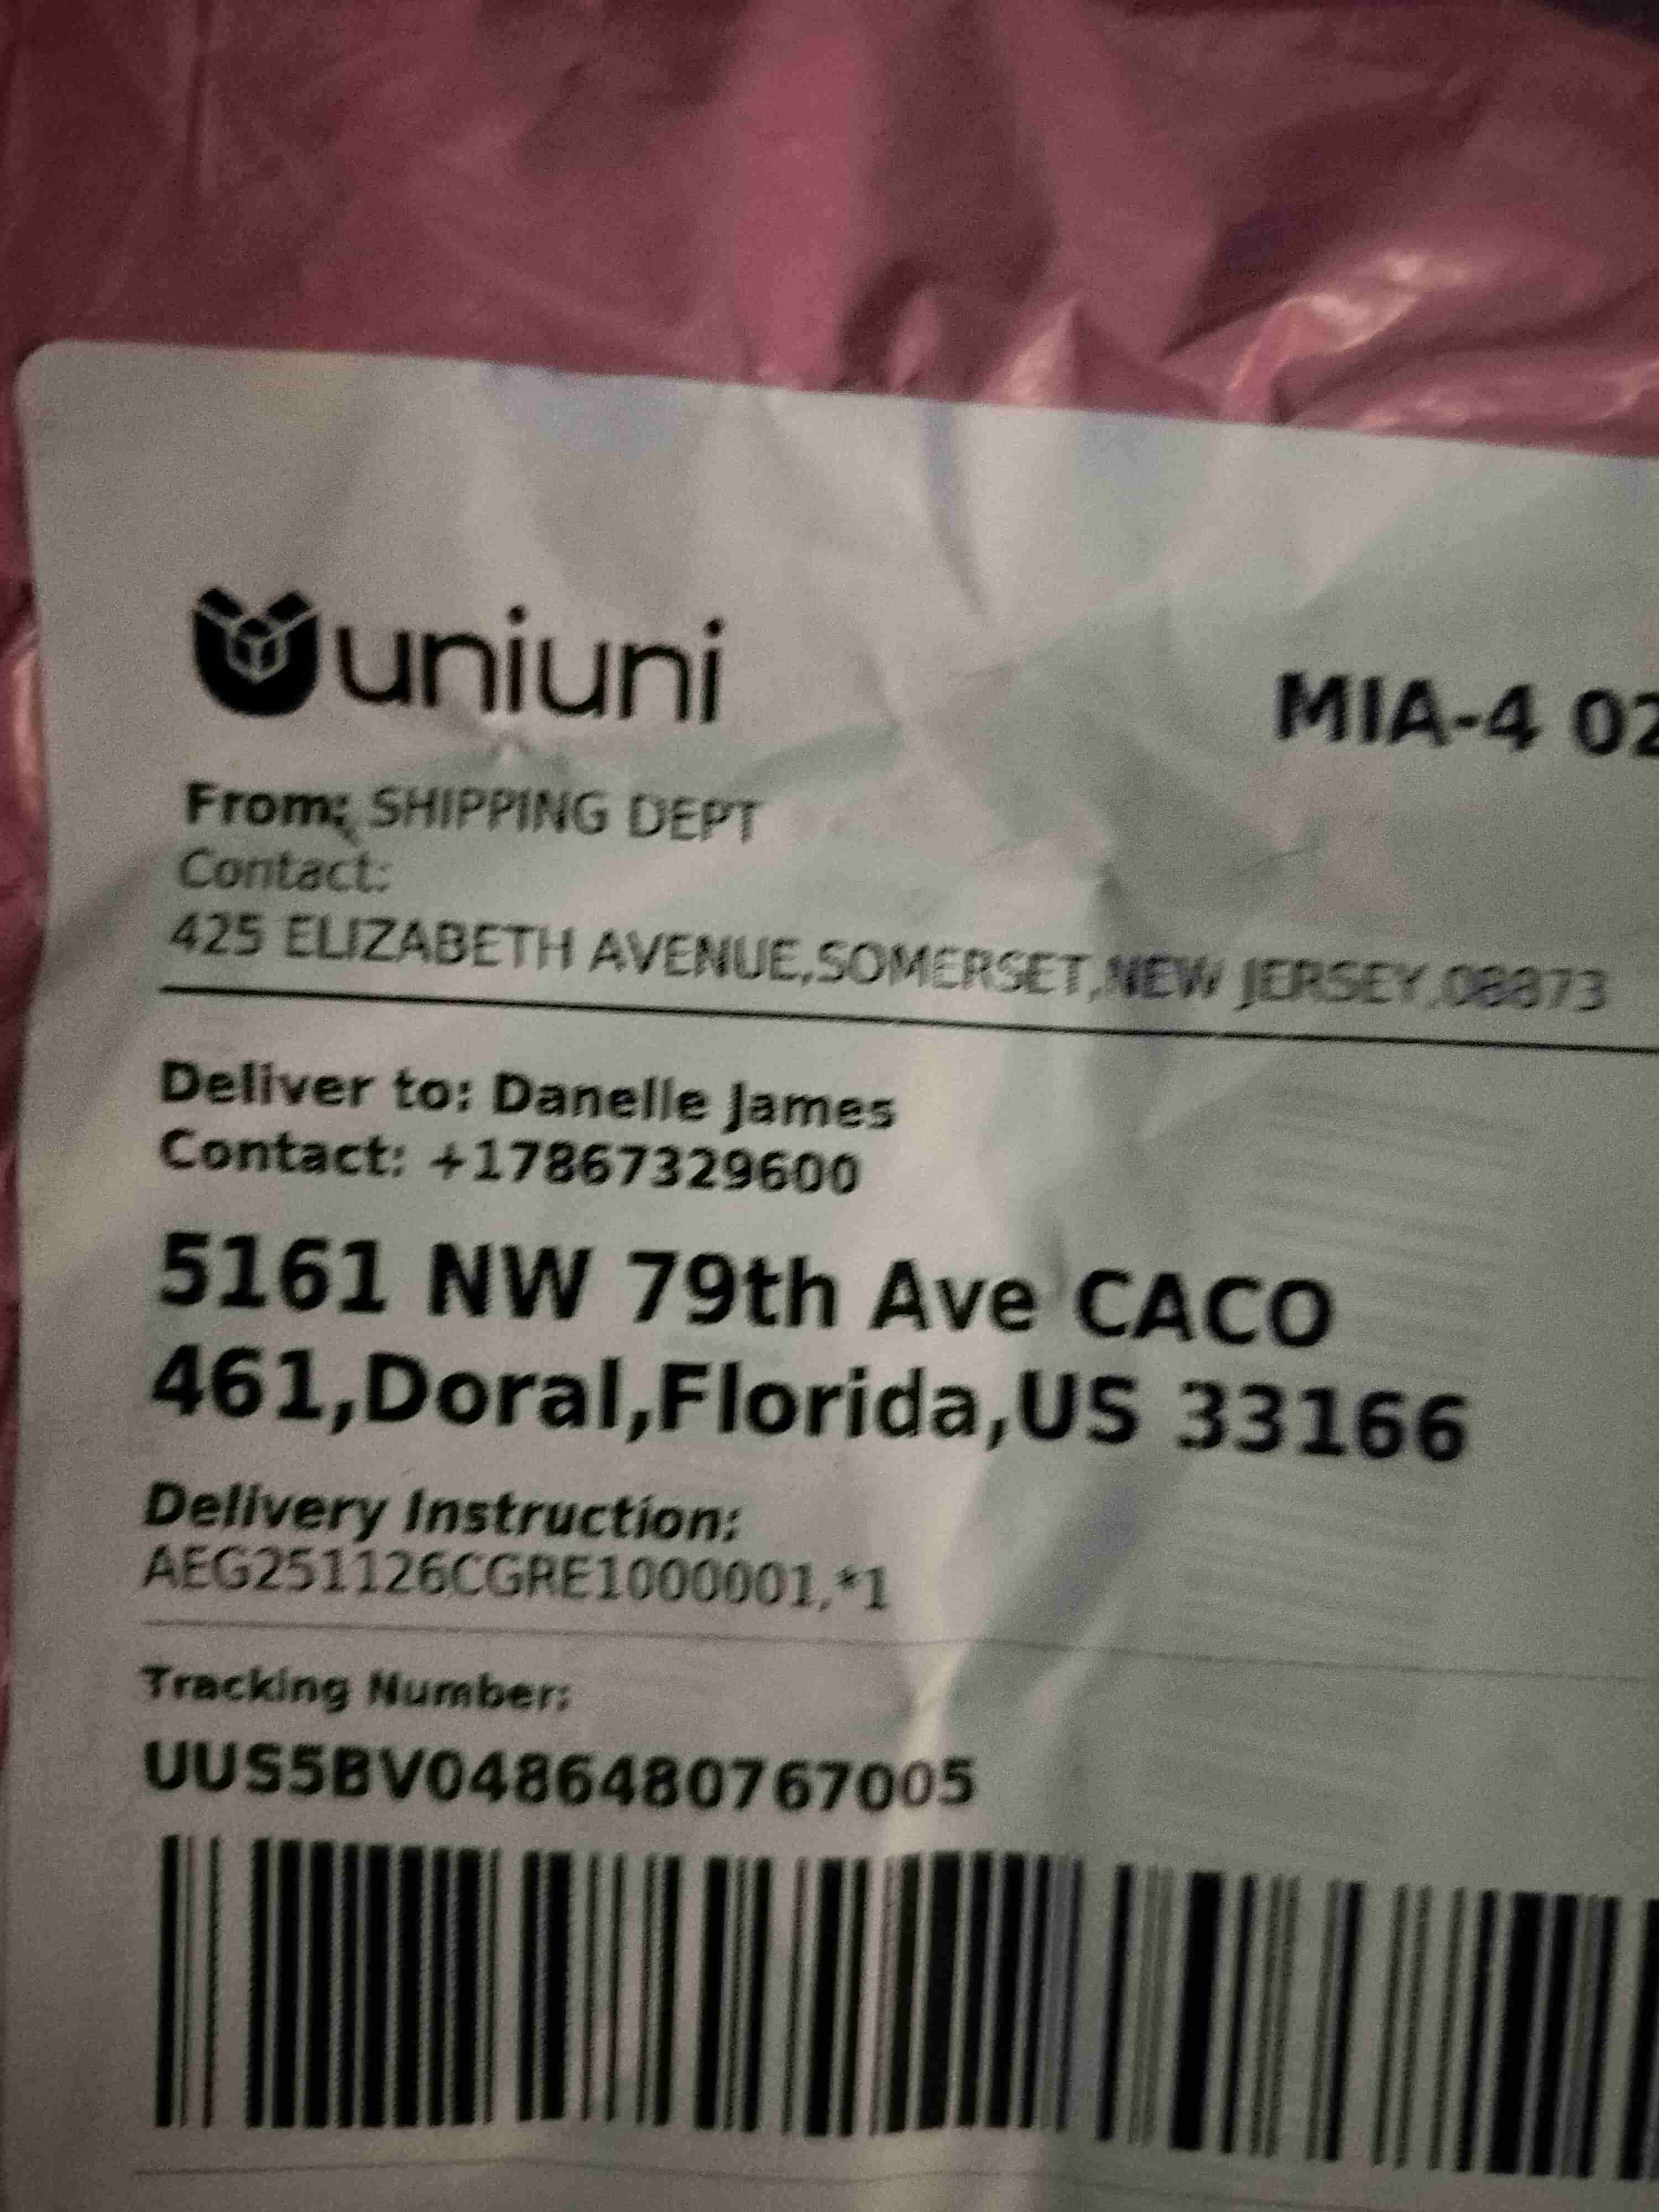 uniuni
MIA-4 02
From: SHIPPING DEPT
Contact:
425 ELIZABETH AVENUE,SOMERSET,NEW JERSEY,08873
Deliver to: Danelle James
Contact: +17867329600
5161 NW 79th Ave CACO
461,Doral,Florida,US 33166
Delivery Instruction:
AEG251126CGRE1000001,*1
Tracking Number:
UUS5BV0486480767005